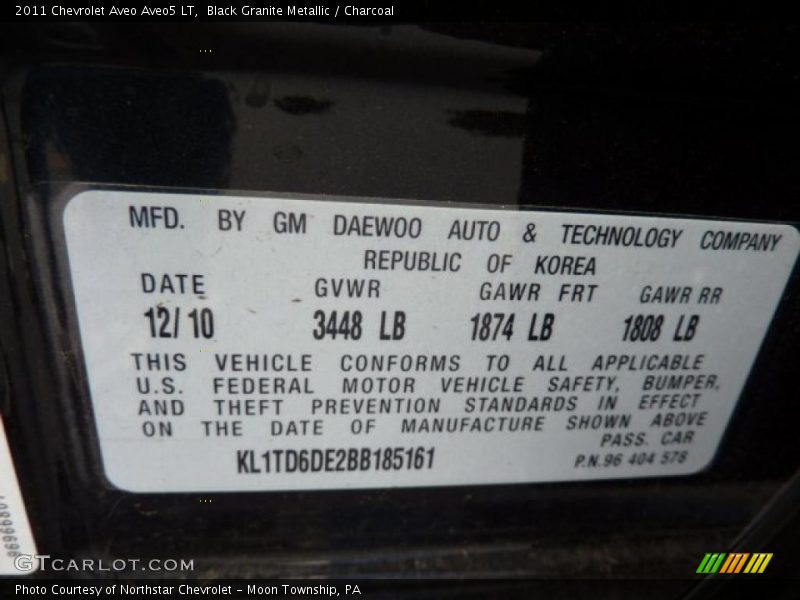 2011 Chevrolet Aveo Aveo5 LT,  Black Granite Metallic / Charcoal
MFD. BY GM DAEWOO AUTO & TECHNOLOGY COMPANY
REPUBLIC OF KOREA
DATE GVWR GAWR FRT GAWR RR
12/10 3448 LB 1874 LB 1808 LB
THIS VEHICLE CONFORMS TO ALL APPLICABLE
U.S. FEDERAL MOTOR VEHICLE SAFETY, BUMPER,
AND THEFT PREVENTION STANDARDS IN EFFECT
ON THE DATE OF MANUFACTURE SHOWN ABOVE
PASS. CAR
KL1TD6DE2BB185161 P.N.96 404 578
GTCARLOT.COM
Photo Courtesy of Northstar Chevrolet - Moon Township, PA